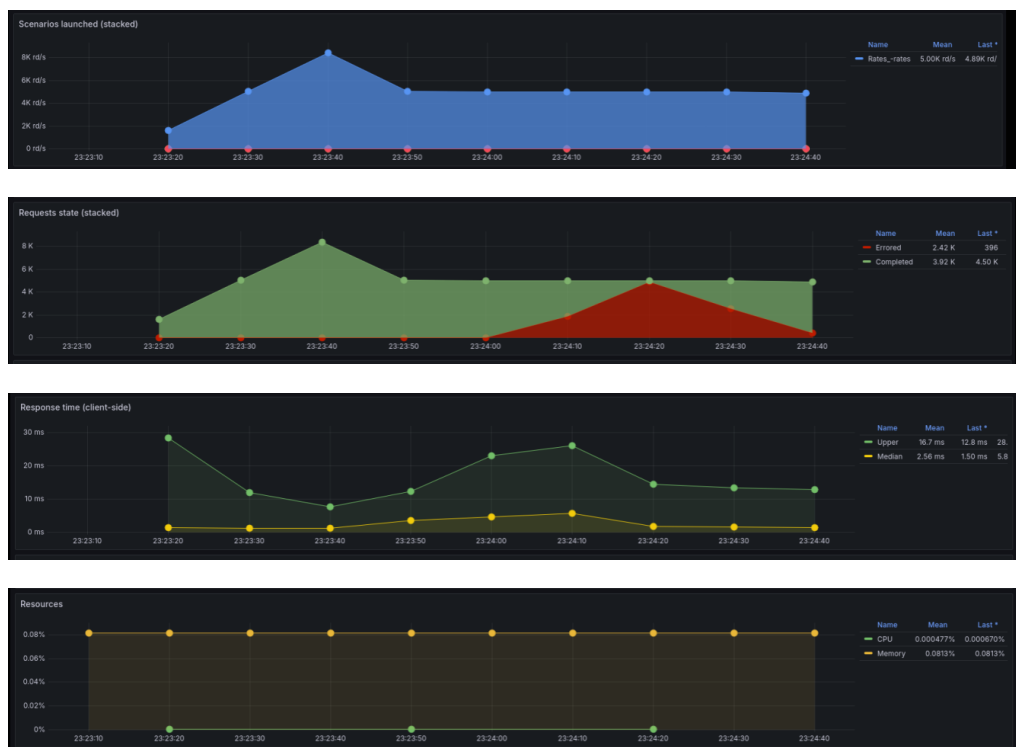 Scenarios launched (stacked)
Name Mean Last *
8K rd/s
Rates_-rates 5.00K rd/s 4.89K rd/
6K rd/s
4K rd/s
2K rd/s
0 rd/s
23:23:10 23:23:20 23:23:30 23:23:40 23:23:50 23:24:00 23:24:10 23:24:20 23:24:30 23:24:40
Requests state (stacked)
Name Mean Last *
8 K
Errored 2.42 K 396
Completed 3.92 K 4.50 K
6 K
4 K
2 K
0
23:23:10 23:23:20 23:23:30 23:23:40 23:23:50 23:24:00 23:24:10 23:24:20 23:24:30 23:24:40
Response time (client-side)
Name Mean Last *
30 ms
Upper 16.7 ms 12.8 ms 28.
Median 2.56 ms 1.50 ms 5.8
20 ms
10 ms
0 ms
23:23:10 23:23:20 23:23:30 23:23:40 23:23:50 23:24:00 23:24:10 23:24:20 23:24:30 23:24:40
Resources
Name Mean Last *
0.08%
CPU 0.000477% 0.000670%
Memory 0.0813% 0.0813%
0.06%
0.04%
0.02%
0%
23:23:10 23:23:20 23:23:30 23:23:40 23:23:50 23:24:00 23:24:10 23:24:20 23:24:30 23:24:40